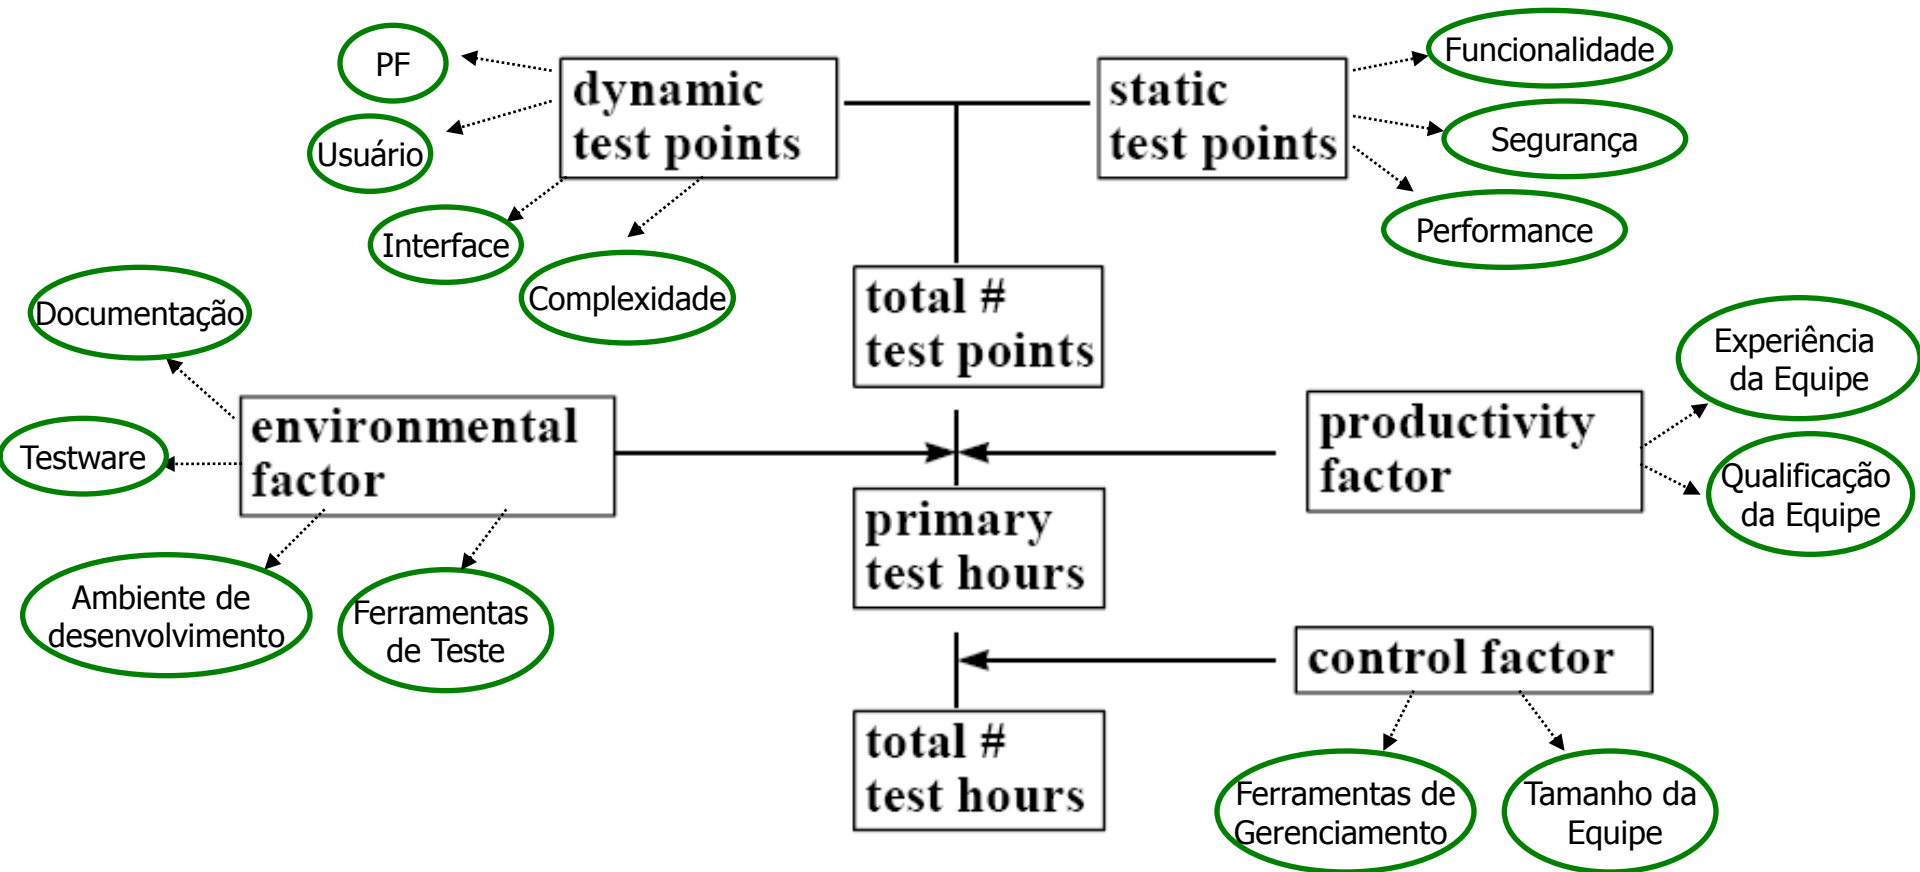 PF
dynamic
test points
Usuário
Interface
Complexidade
static
test points
Funcionalidade
Segurança
Performance
total #
test points
Documentação
environmental
factor
Testware
Ambiente de
desenvolvimento
Ferramentas
de Teste
productivity
factor
Experiência
da Equipe
Qualificação
da Equipe
primary
test hours
control factor
Ferramentas de
Gerenciamento
Tamanho da
Equipe
total #
test hours